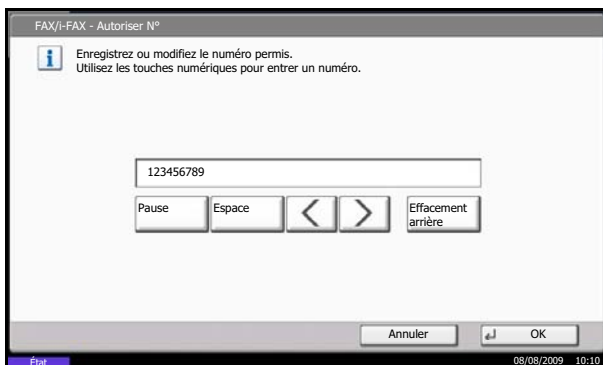 FAX/i-FAX - Autoriser N°
Enregistrez ou modifiez le numéro permis.
Utilisez les touches numériques pour entrer un numéro.
123456789
Pause Espace Effacement
arrière
Annuler OK
État 08/08/2009 10:10